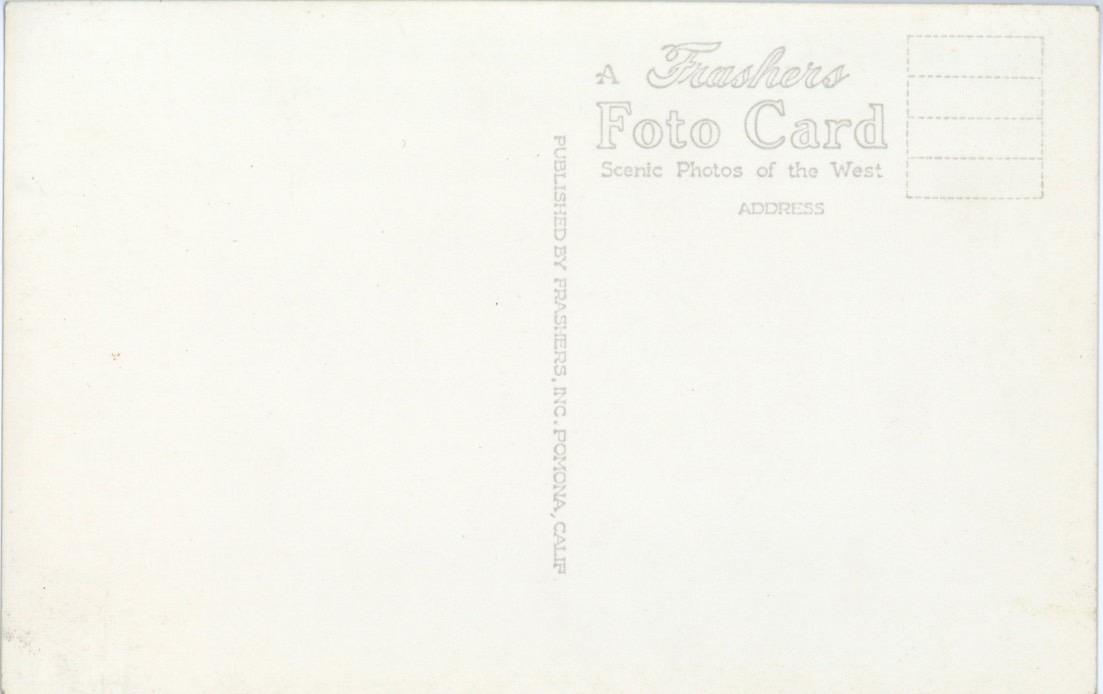 A Frashers
Foto Card
Scenic Photos of the West
ADDRESS
PUBLISHED BY FRASHERS, INC. POMONA, CALIF.